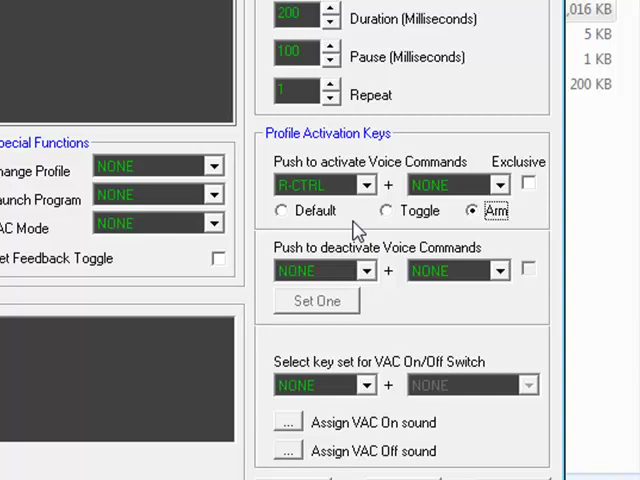 ,016 KB
200
Duration (Milliseconds)
5 KB
100
Pause (Milliseconds)
1 KB
200 KB
1
Repeat
Profile Activation Keys
pecial Functions
Push to activate Voice Commands Exclusive
hange Profile NONE
R-CTRL + NONE
aunch Program NONE
Default Toggle Arm
AC Mode NONE
Push to deactivate Voice Commands
et Feedback Toggle
NONE + NONE
Set One
Select key set for VAC On/Off Switch
NONE + NONE
... Assign VAC On sound
... Assign VAC Off sound